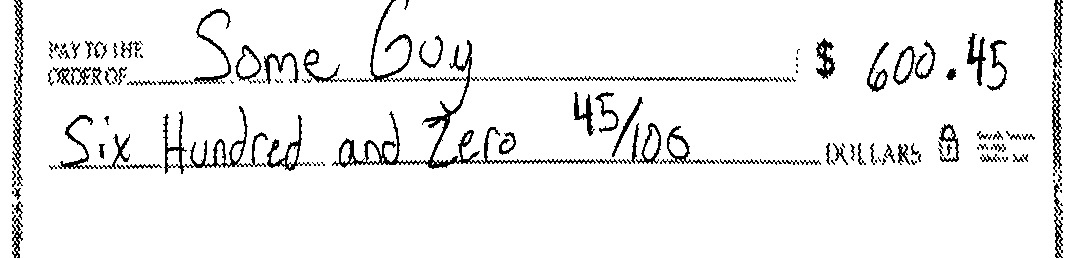 PAY TO THE
ORDER OF Some Guy $ 600.45
Six Hundred and Zero 45/100 DOLLARS